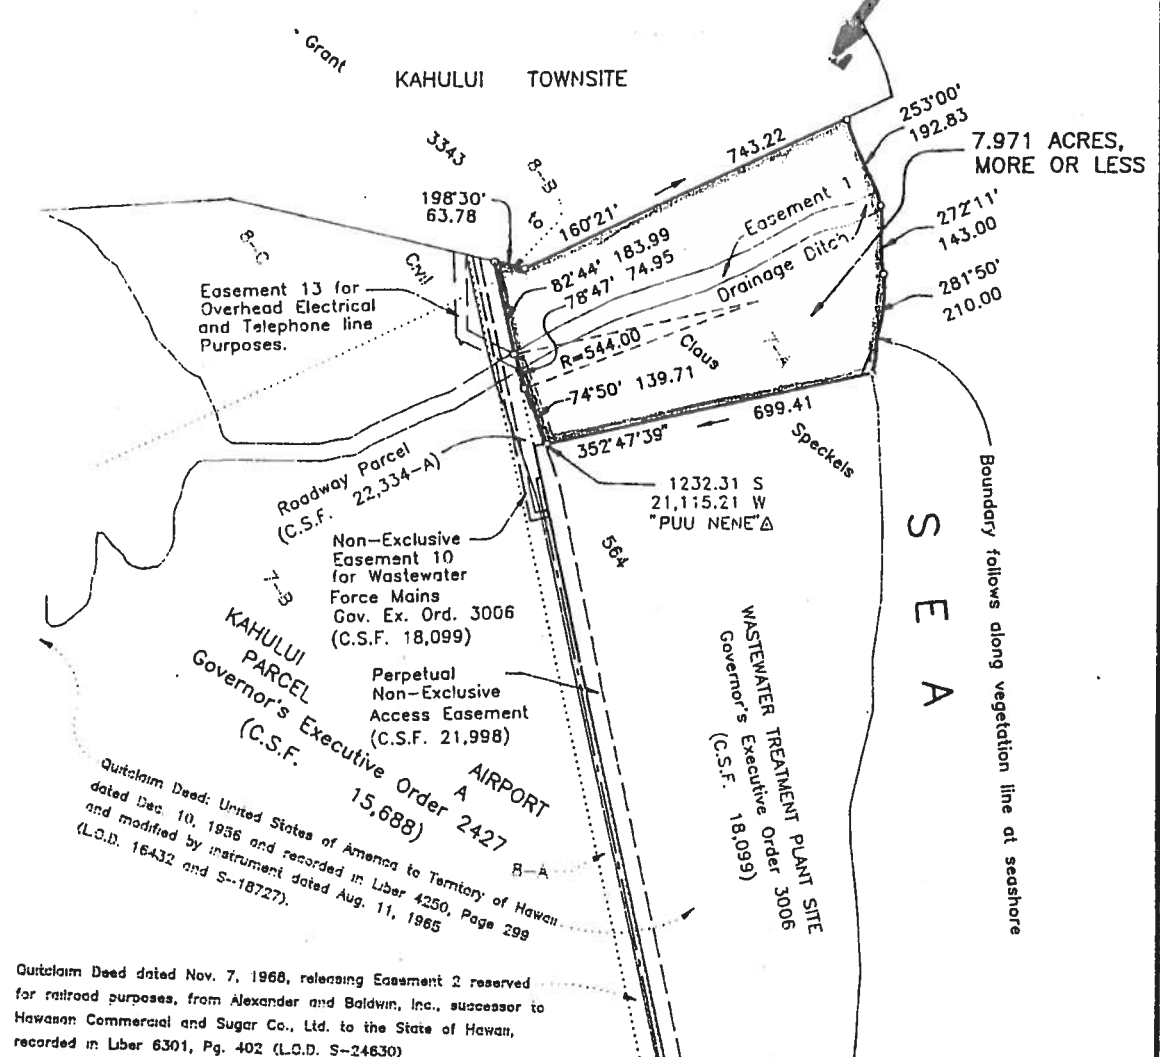 Grant
KAHULUI TOWNSITE
3343
8-B
to
253°00'
192.83
743.22
7.971 ACRES,
MORE OR LESS
198°30'
63.78
160°21'
Easement 1
272°11'
143.00
8-C
Civil
82°44' 183.99
78°47' 74.95
Drainage Ditch.
281°50'
210.00
Easement 13 for
Overhead Electrical
and Telephone line
Purposes.
R=544.00
Claus
7-A
74°50' 139.71
699.41
352°47'39"
Spreckels
Roadway Parcel
(C.S.F. 22,334-A)
1232.31 S
21,115.21 W
"PUU NENE"△
Boundary follows along vegetation line at seashore
SEA
Non-Exclusive
Easement 10
for Wastewater
Force Mains
Gov. Ex. Ord. 3006
(C.S.F. 18,099)
564
7-B
KAHULUI
PARCEL
Governor's Executive Order 2427
(C.S.F. 15,688)
AIRPORT
A
Perpetual
Non-Exclusive
Access Easement
(C.S.F. 21,998)
WASTEWATER TREATMENT PLANT SITE
Governor's Executive Order 3006
(C.S.F. 18,099)
8-A
Quitclaim Deed: United States of America to Territory of Hawaii
dated Dec. 10, 1956 and recorded in Liber 4250, Page 299
and modified by instrument dated Aug. 11, 1965
(L.O.D. 16432 and S-18727).
Quitclaim Deed dated Nov. 7, 1968, releasing Easement 2 reserved
for railroad purposes, from Alexander and Baldwin, Inc., successor to
Hawaiian Commercial and Sugar Co., Ltd. to the State of Hawaii,
recorded in Liber 6301, Pg. 402 (L.O.D. S-24630)